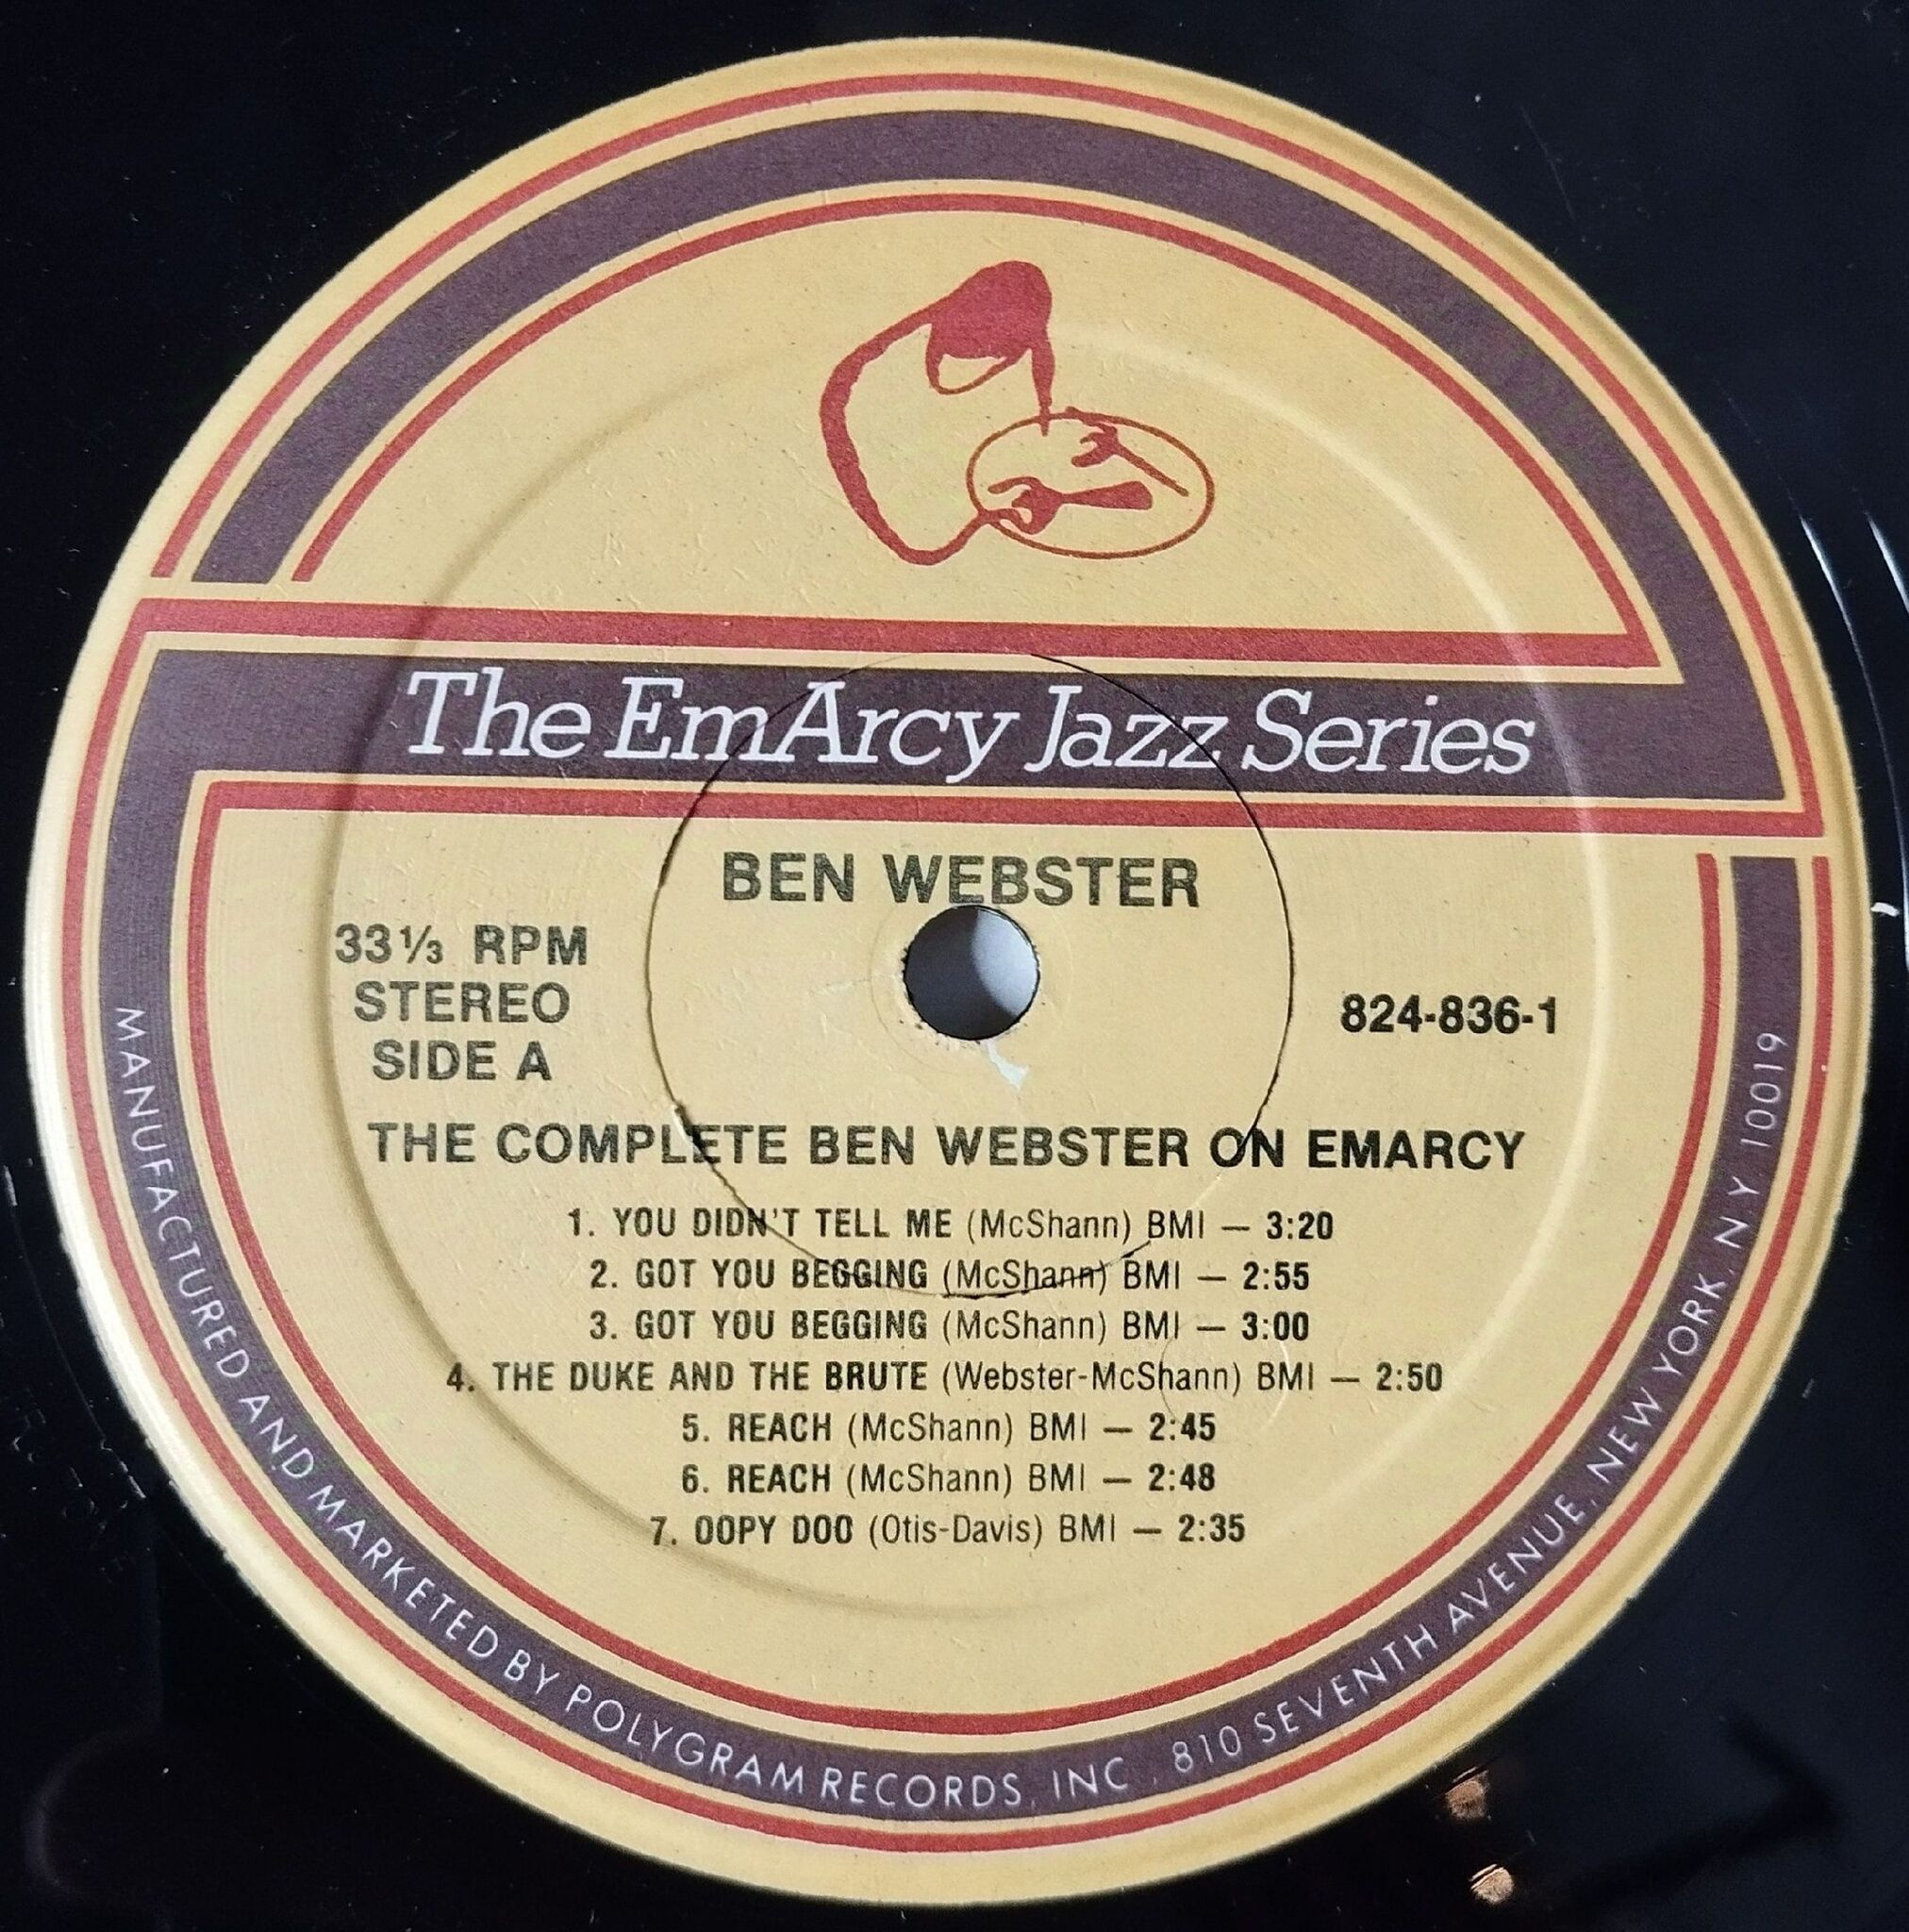 The EmArcy Jazz Series
BEN WEBSTER
33⅓ RPM
STEREO
SIDE A
824-836-1
THE COMPLETE BEN WEBSTER ON EMARCY
1. YOU DIDN'T TELL ME (McShann) BMI — 3:20
2. GOT YOU BEGGING (McShann) BMI — 2:55
3. GOT YOU BEGGING (McShann) BMI — 3:00
4. THE DUKE AND THE BRUTE (Webster-McShann) BMI — 2:50
5. REACH (McShann) BMI — 2:45
6. REACH (McShann) BMI — 2:48
7. OOPY DOO (Otis-Davis) BMI — 2:35
MANUFACTURED AND MARKETED BY POLYGRAM RECORDS, INC., 810 SEVENTH AVENUE, NEW YORK, N Y 10019